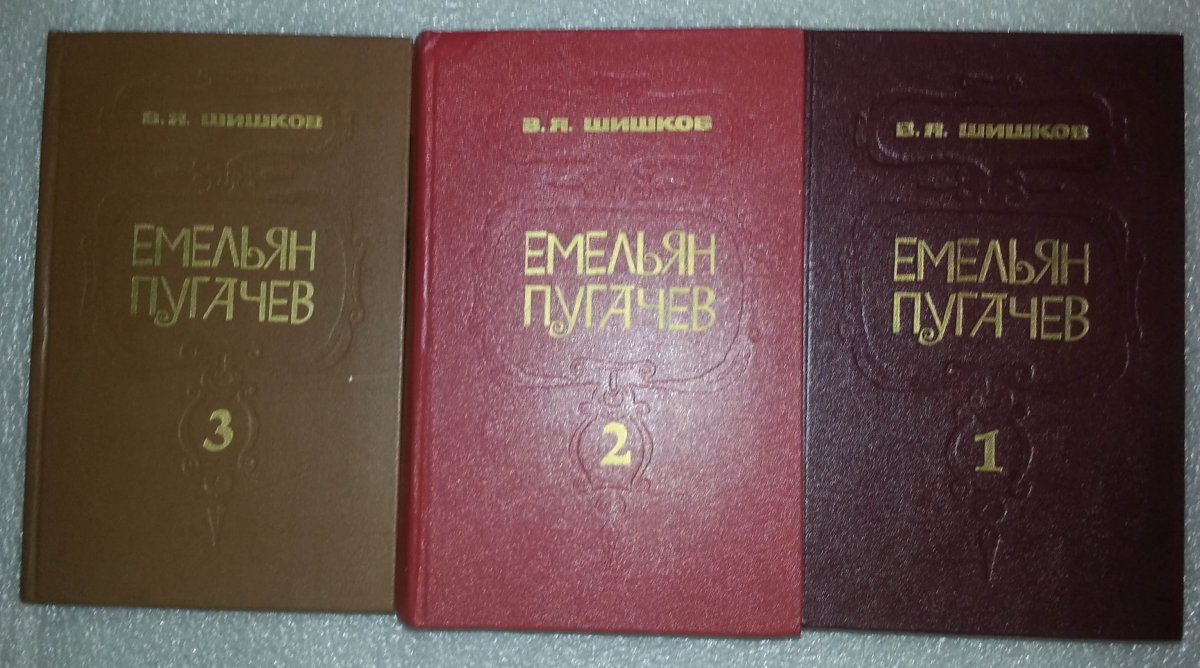 В. Я. ШИШКОВ
ЕМЕЛЬЯН
ПУГАЧЕВ
3
В. Я. ШИШКОВ
ЕМЕЛЬЯН
ПУГАЧЕВ
2
В. Я. ШИШКОВ
ЕМЕЛЬЯН
ПУГАЧЕВ
1